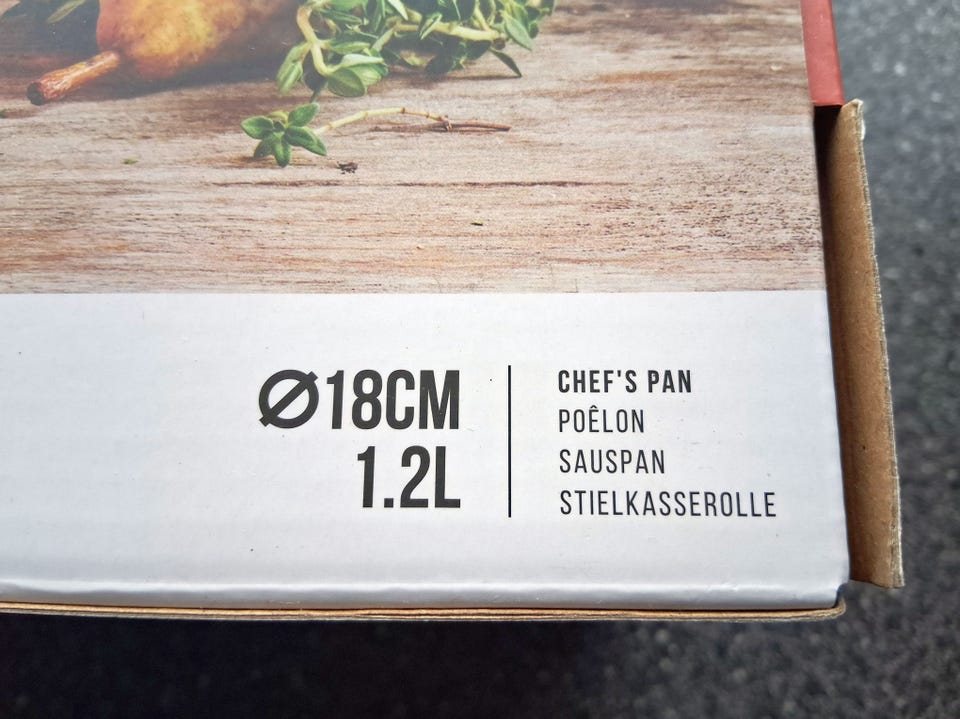 Ø18CM
1.2L
CHEF'S PAN
POÊLON
SAUSPAN
STIELKASSEROLLE